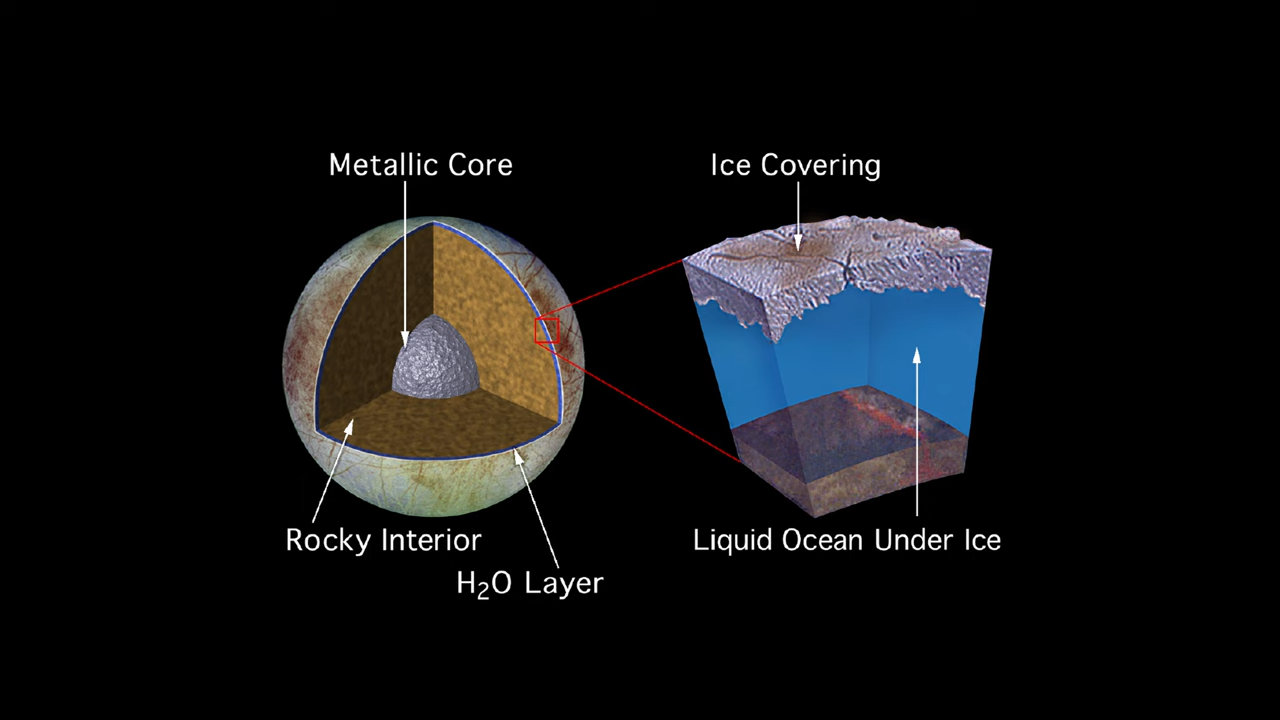 Metallic Core
Ice Covering
Rocky Interior
Liquid Ocean Under Ice
H₂O Layer